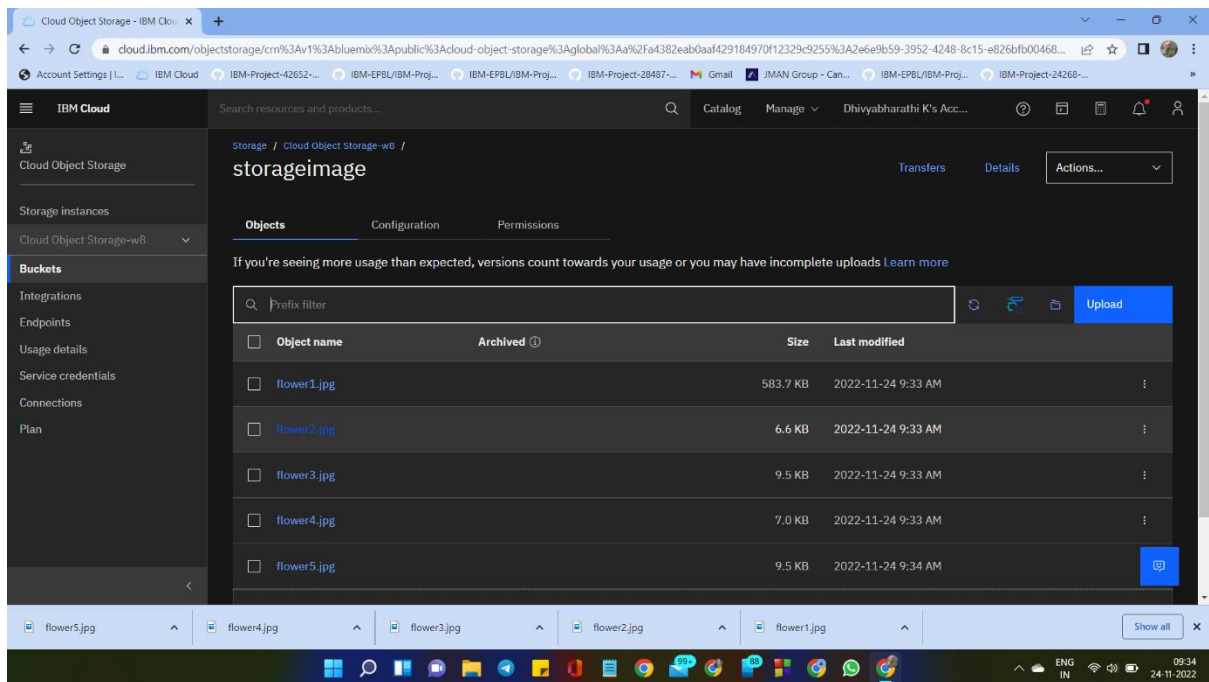 Cloud Object Storage - IBM Clou
cloud.ibm.com/objectstorage/crn%3Av1%3Abluemix%3Apublic%3Acloud-object-storage%3Aglobal%3Aa%2Fa4382eab0aaf429184970f12329c9255%3A2e6e9b59-3952-4248-8c15-e826bfb00468...
Account Settings | I... IBM Cloud IBM-Project-42652-... IBM-EPBL/IBM-Proj... IBM-EPBL/IBM-Proj... IBM-Project-28487-... Gmail JMAN Group - Can... IBM-EPBL/IBM-Proj... IBM-Project-24268-... »
IBM Cloud Search resources and products... Catalog Manage Dhivyabharathi K's Acc...
Cloud Object Storage
Storage instances
Cloud Object Storage-w8
Buckets
Integrations
Endpoints
Usage details
Service credentials
Connections
Plan
Storage / Cloud Object Storage-w8 /
storageimage
Transfers Details Actions...
Objects Configuration Permissions
If you're seeing more usage than expected, versions count towards your usage or you may have incomplete uploads Learn more
Prefix filter Upload
Object name Archived Size Last modified
flower1.jpg 583.7 KB 2022-11-24 9:33 AM
flower2.jpg 6.6 KB 2022-11-24 9:33 AM
flower3.jpg 9.5 KB 2022-11-24 9:33 AM
flower4.jpg 7.0 KB 2022-11-24 9:33 AM
flower5.jpg 9.5 KB 2022-11-24 9:34 AM
flower5.jpg flower4.jpg flower3.jpg flower2.jpg flower1.jpg Show all
99+ 88 ENG 09:34
IN 24-11-2022